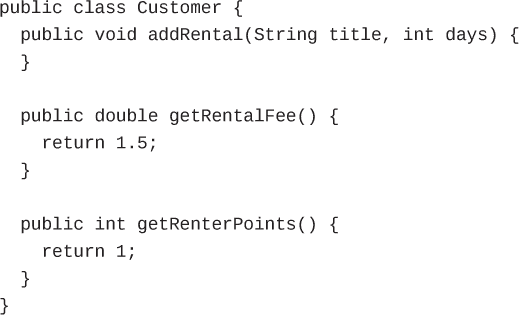 public class Customer {
  public void addRental(String title, int days) {
  }

  public double getRentalFee() {
    return 1.5;
  }

  public int getRenterPoints() {
    return 1;
  }
}